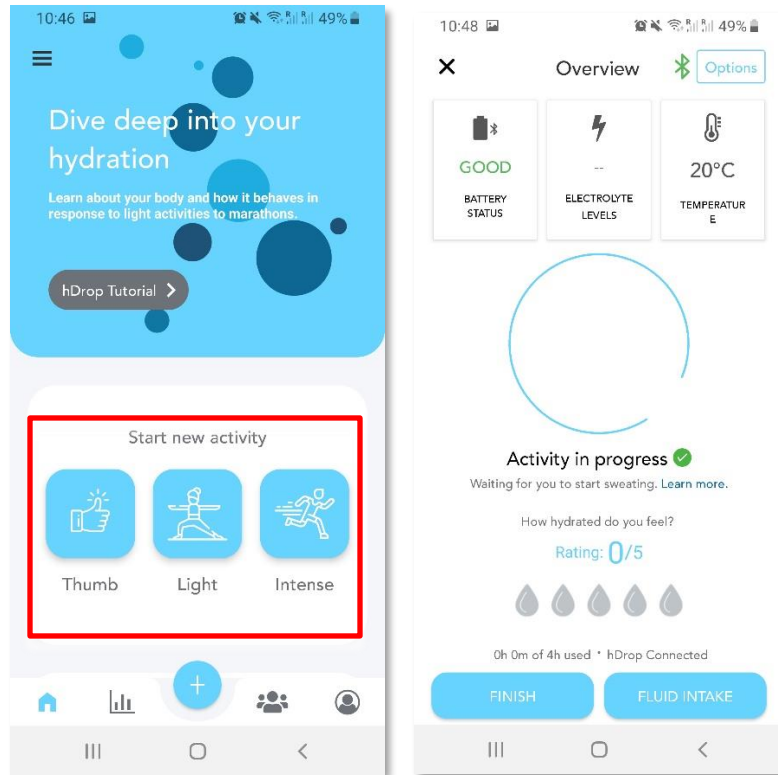 10:46
49%
Dive deep into your
hydration
Learn about your body and how it behaves in
response to light activities to marathons.
hDrop Tutorial
Start new activity
Thumb
Light
Intense
10:48
49%
Overview
Options
GOOD
BATTERY
STATUS
--
ELECTROLYTE
LEVELS
20°C
TEMPERATUR
E
Activity in progress
Waiting for you to start sweating. Learn more.
How hydrated do you feel?
Rating: 0/5
0h 0m of 4h used * hDrop Connected
FINISH
FLUID INTAKE